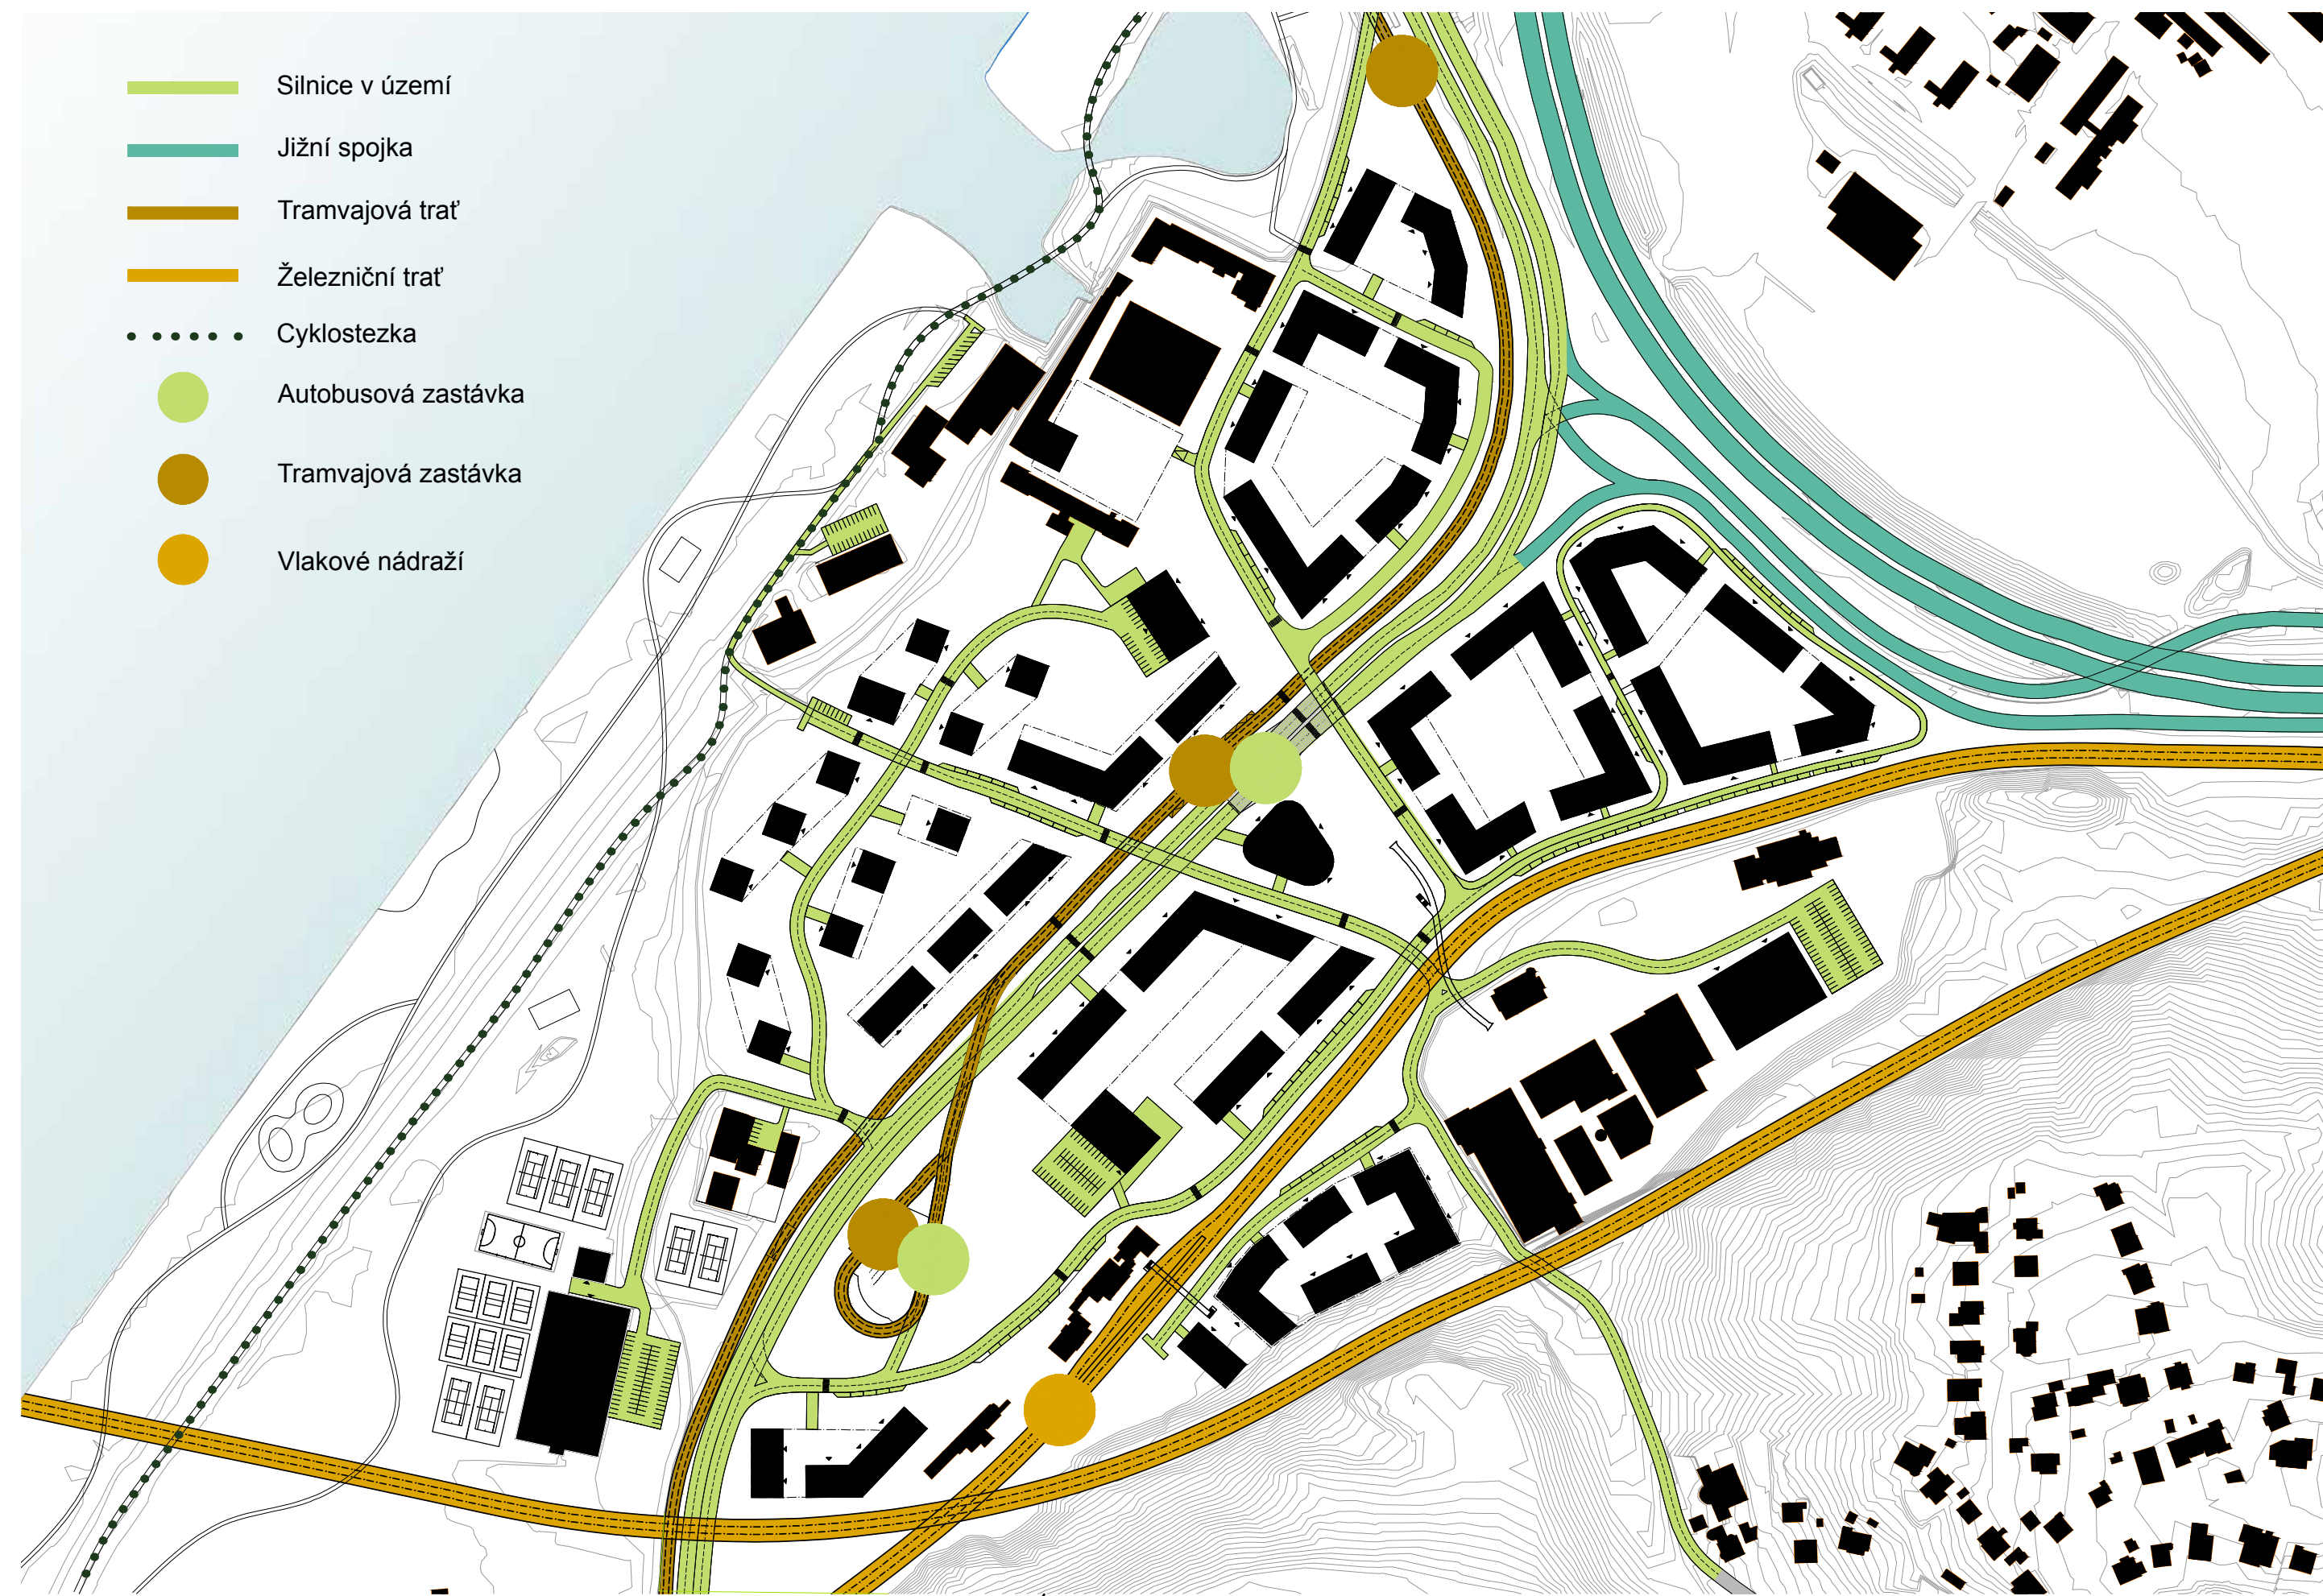 Silnice v území
Jižní spojka
Tramvajová trať
Železniční trať
Cyklostezka
Autobusová zastávka
Tramvajová zastávka
Vlakové nádraží